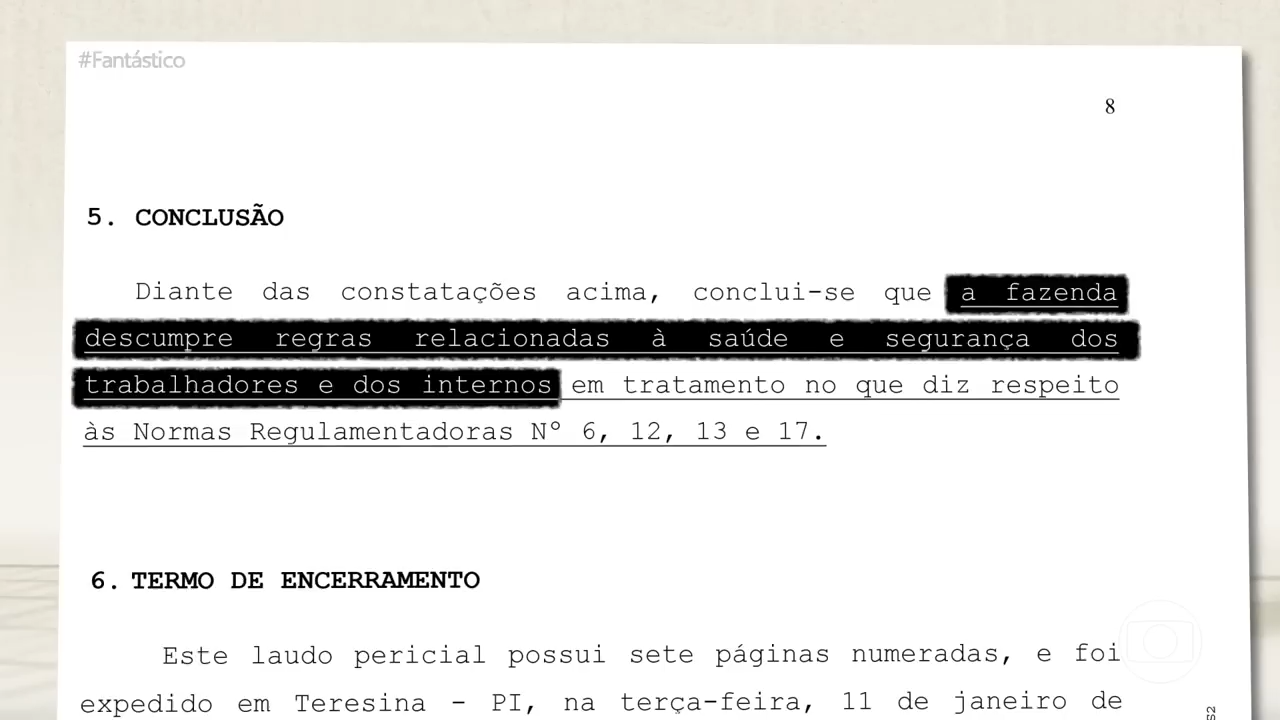 #Fantástico
8
5. CONCLUSÃO
Diante das constatações acima, conclui-se que a fazenda
descumpre regras relacionadas à saúde e segurança dos
trabalhadores e dos internos em tratamento no que diz respeito
às Normas Regulamentadoras Nº 6, 12, 13 e 17.
6. TERMO DE ENCERRAMENTO
Este laudo pericial possui sete páginas numeradas, e foi
expedido em Teresina - PI, na terça-feira, 11 de janeiro de
S2